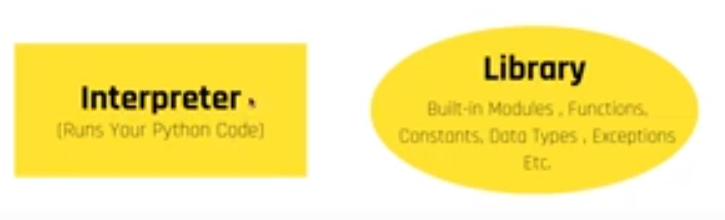 Interpreter
(Runs Your Python Code)
Library
Built-in Modules , Functions,
Constants, Data Types , Exceptions
Etc.